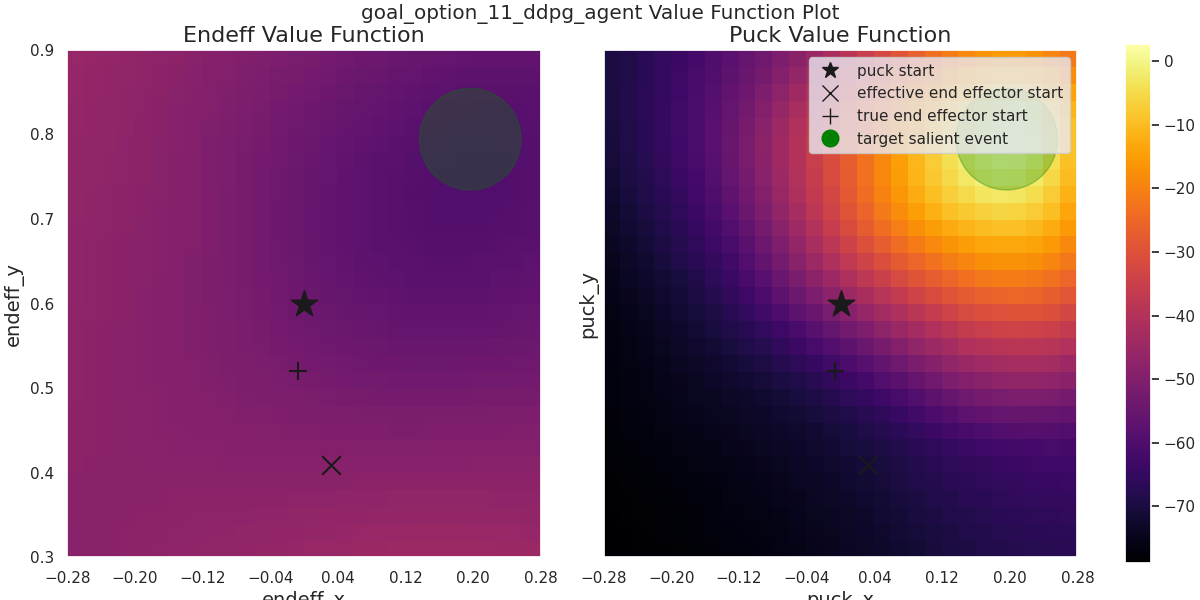 goal_option_11_ddpg_agent Value Function Plot
Endeff Value Function
Puck Value Function
endeff_y
0.9
0.8
0.7
0.6
0.5
0.4
0.3
−0.28 −0.20 −0.12 −0.04 0.04 0.12 0.20 0.28
endeff_x
puck start
effective end effector start
true end effector start
target salient event
puck_y
−0.28 −0.20 −0.12 −0.04 0.04 0.12 0.20 0.28
puck_x
0
−10
−20
−30
−40
−50
−60
−70